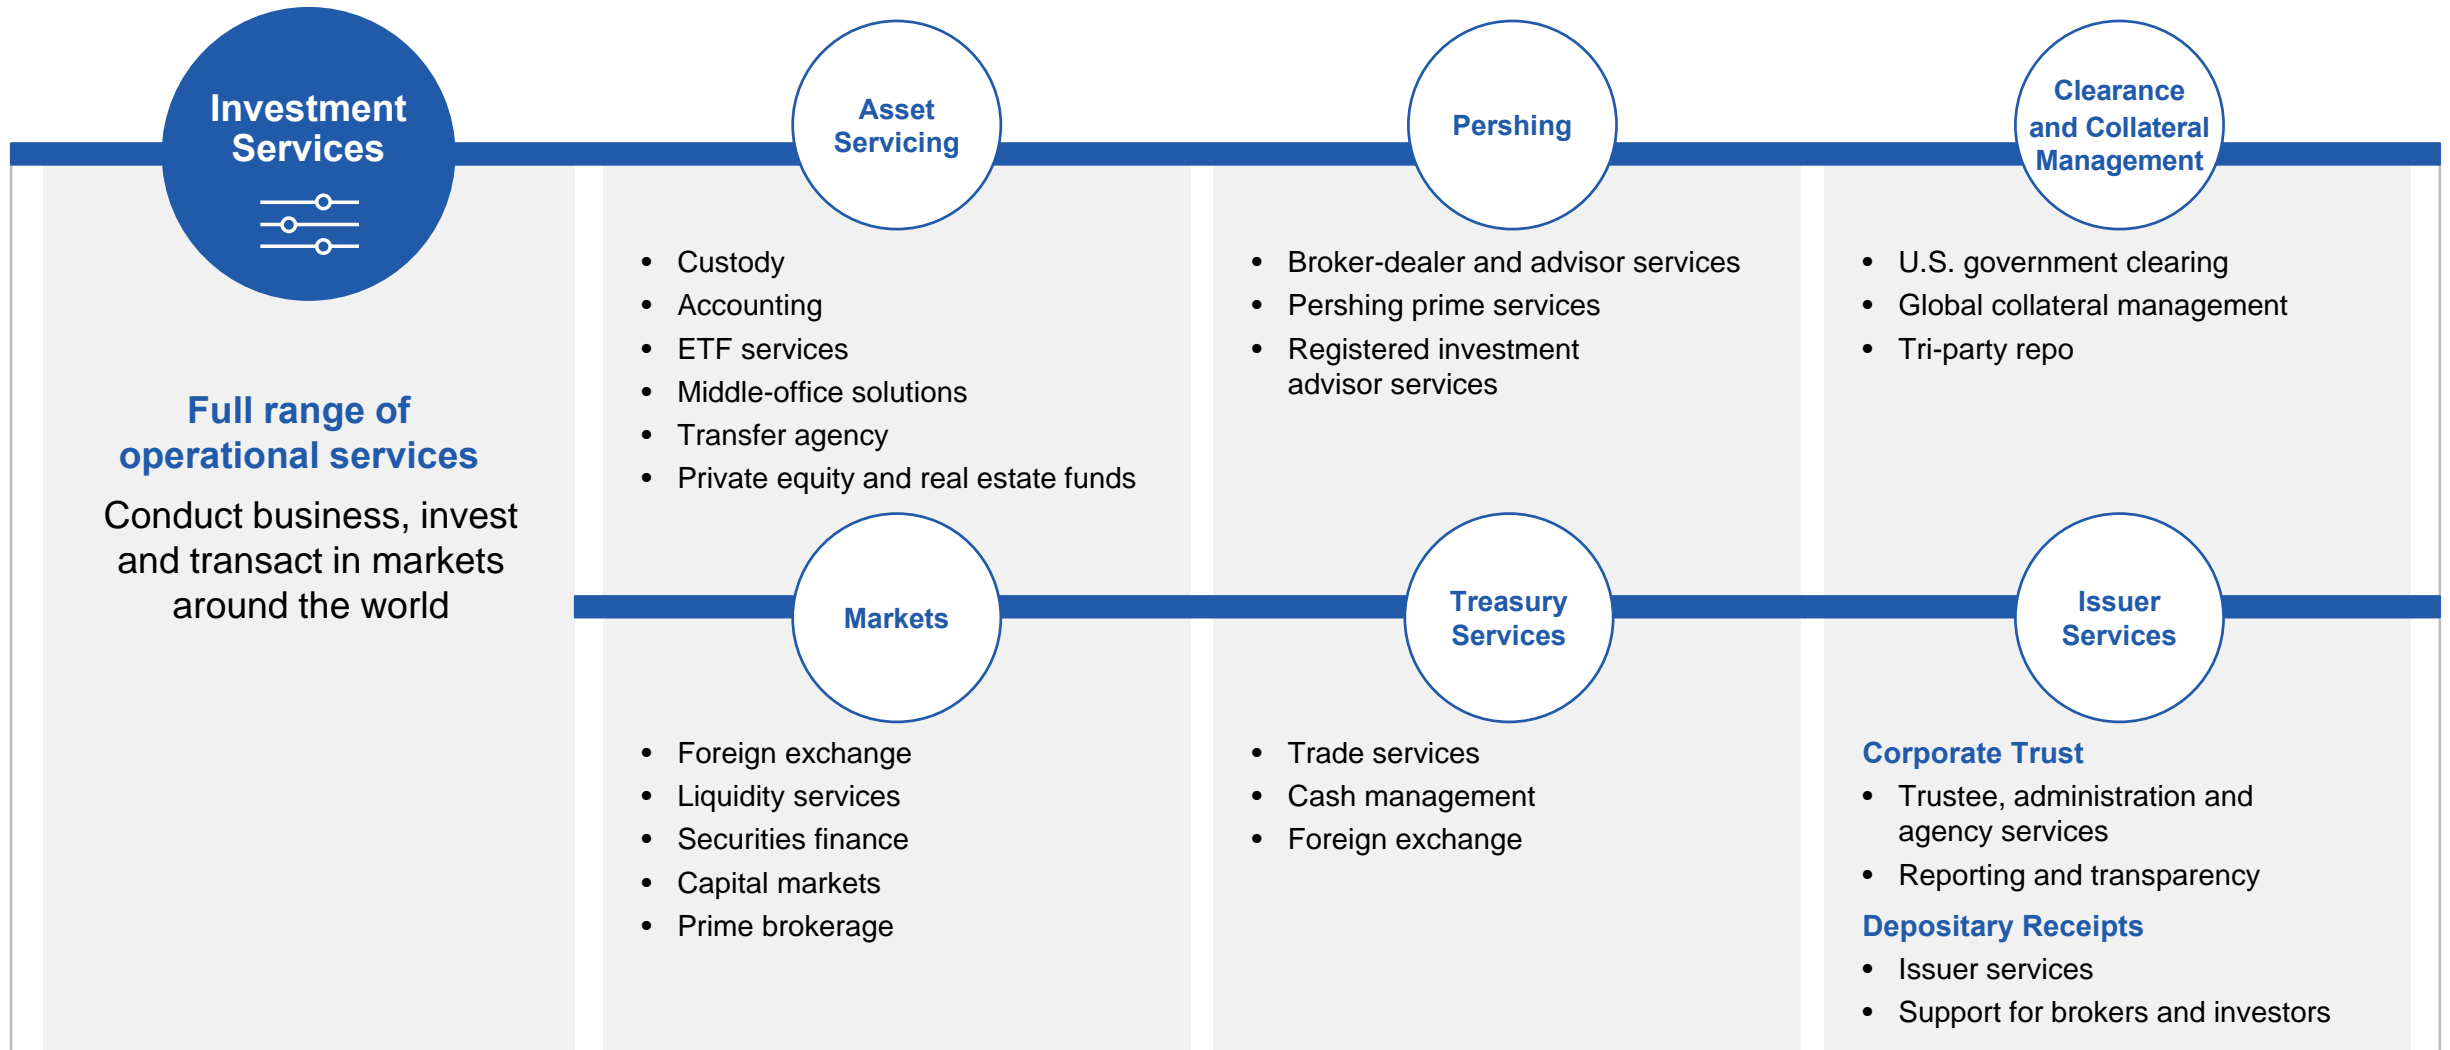 Investment
Services
Full range of
operational services
Conduct business, invest
and transact in markets
around the world
Asset
Servicing
• Custody
• Accounting
• ETF services
• Middle-office solutions
• Transfer agency
• Private equity and real estate funds
Pershing
• Broker-dealer and advisor services
• Pershing prime services
• Registered investment
advisor services
Clearance
and Collateral
Management
• U.S. government clearing
• Global collateral management
• Tri-party repo
Markets
• Foreign exchange
• Liquidity services
• Securities finance
• Capital markets
• Prime brokerage
Treasury
Services
• Trade services
• Cash management
• Foreign exchange
Issuer
Services
Corporate Trust
• Trustee, administration and
agency services
• Reporting and transparency
Depositary Receipts
• Issuer services
• Support for brokers and investors